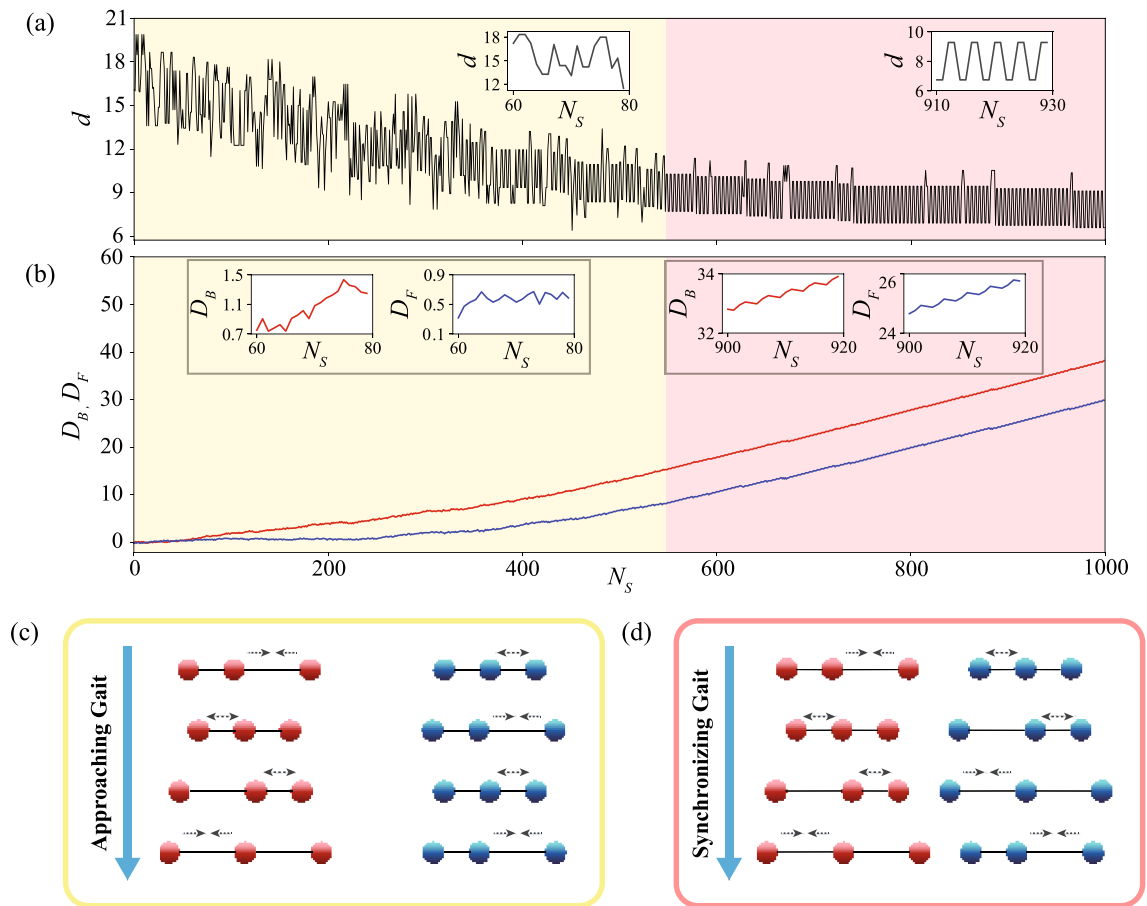 (a)
21
18
15
12
9
6
d
18
15
12
d
60
80
N_S
10
8
6
d
910
930
N_S
(b)
60
50
40
30
20
10
0
D_B, D_F
1.5
1.1
0.7
D_B
60
80
N_S
0.9
0.5
0.1
D_F
60
80
N_S
34
32
D_B
900
920
N_S
26
24
D_F
900
920
N_S
0
200
400
600
800
1000
N_S
(c)
Approaching Gait
(d)
Synchronizing Gait